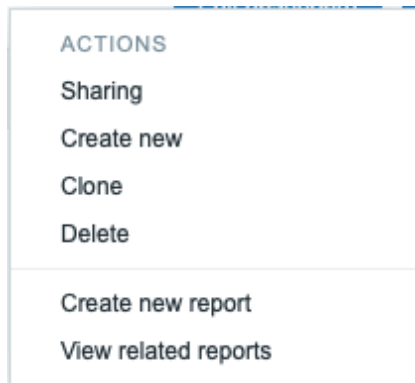 ACTIONS
Sharing
Create new
Clone
Delete
Create new report
View related reports